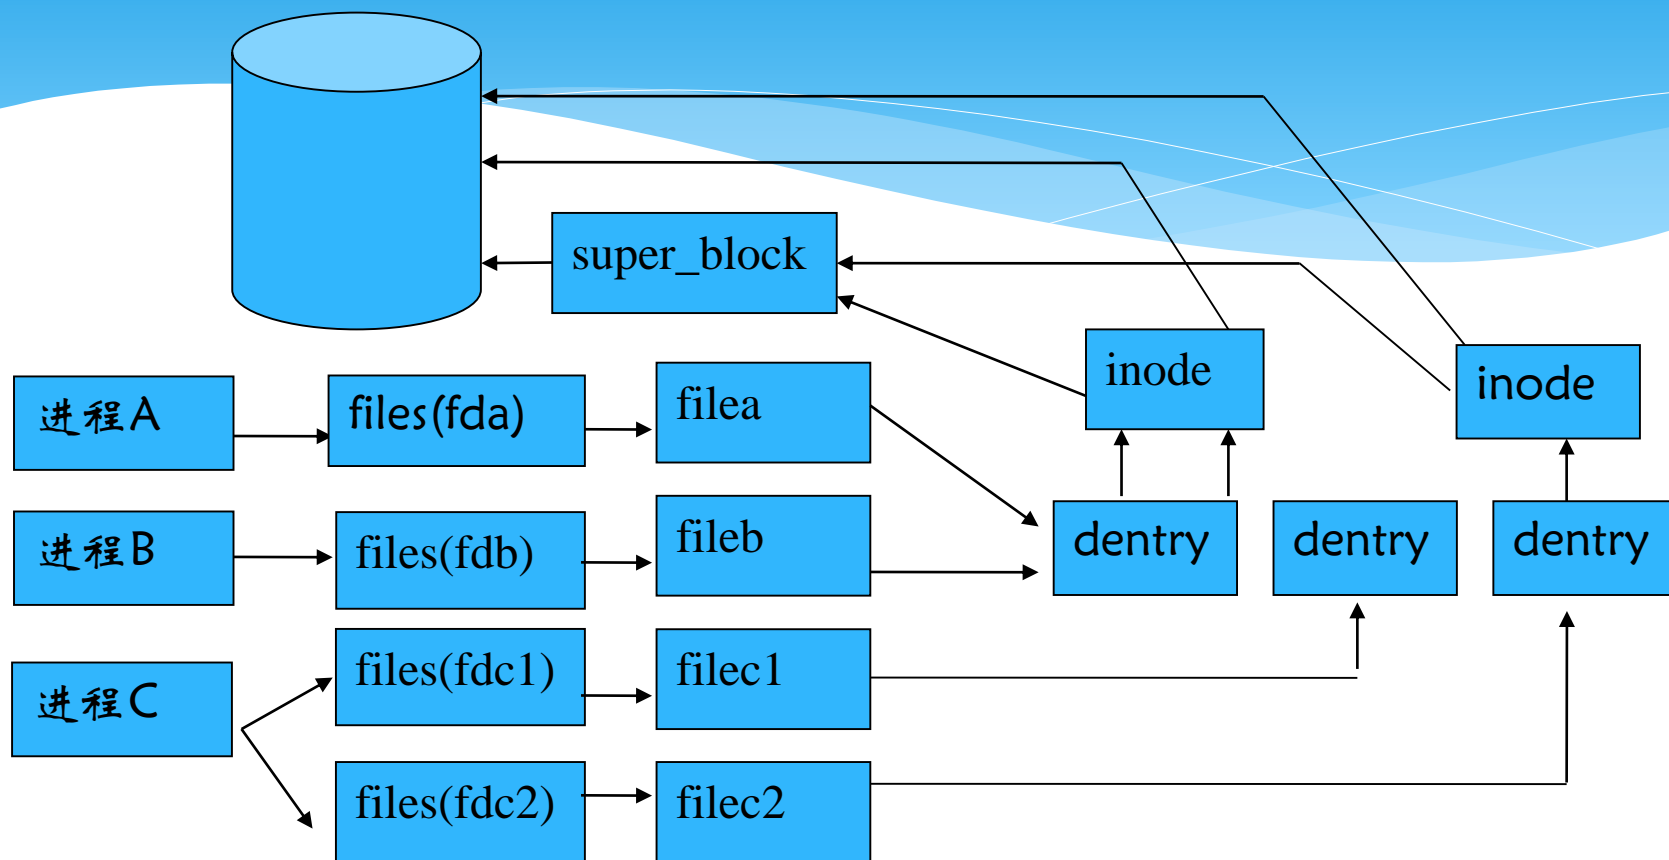 super_block
inode
inode
进程A
files(fda)
filea
进程B
files(fdb)
fileb
dentry
dentry
dentry
进程C
files(fdc1)
filec1
files(fdc2)
filec2